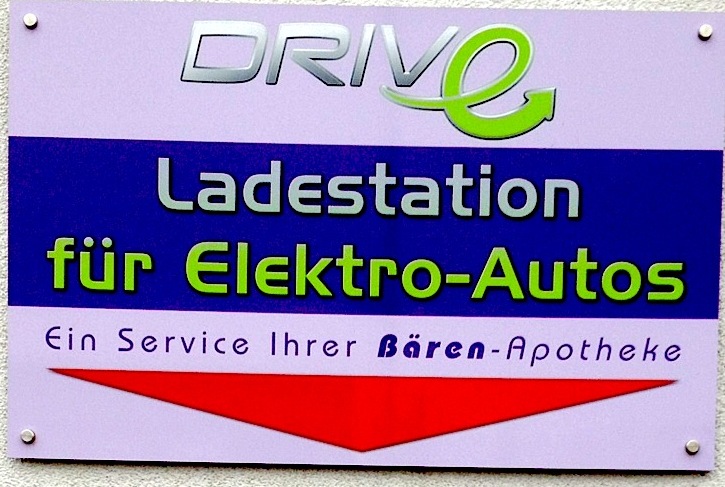 DRIVe
Ladestation
für Elektro-Autos
Ein Service Ihrer Bären-Apotheke